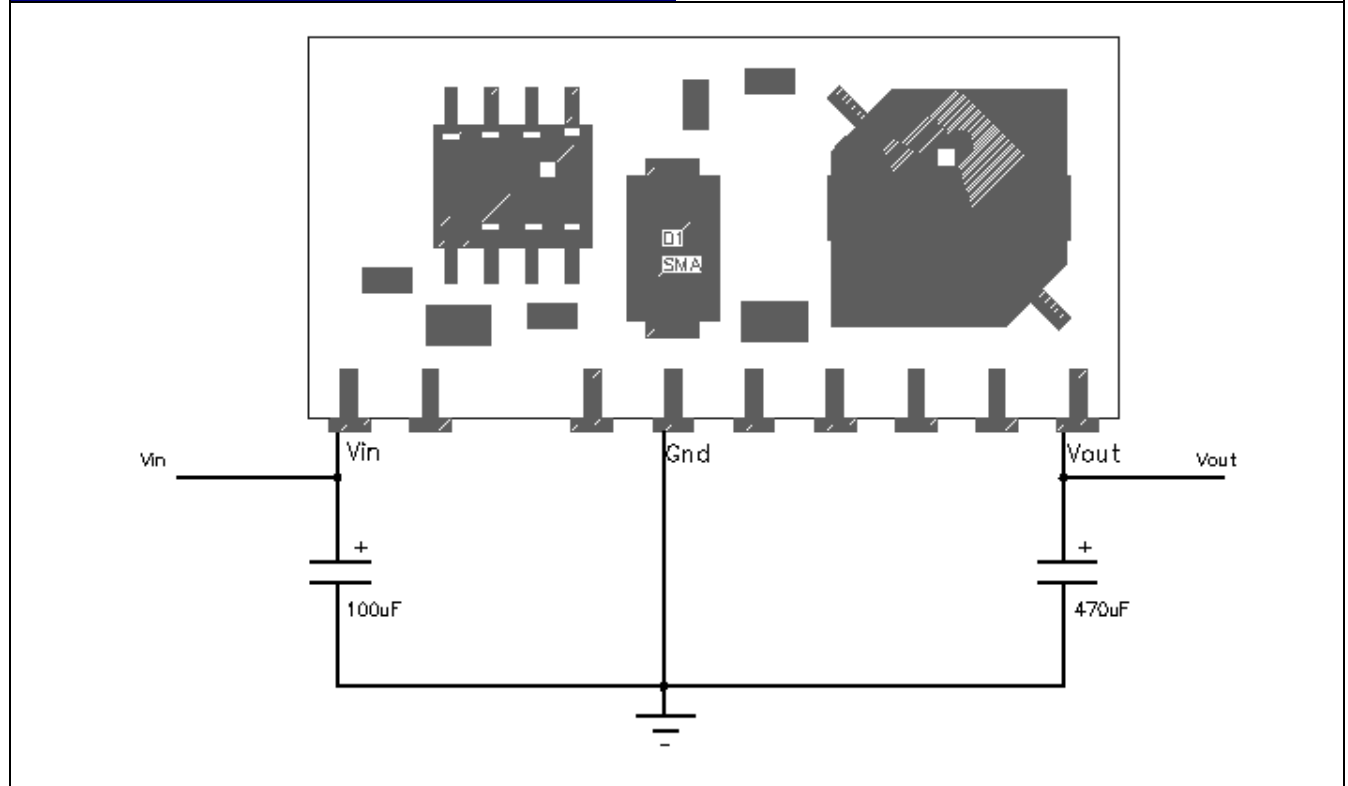 D1
SMA
Vin
Gnd
Vout
Vin
Vout
+
+
100uF
470uF